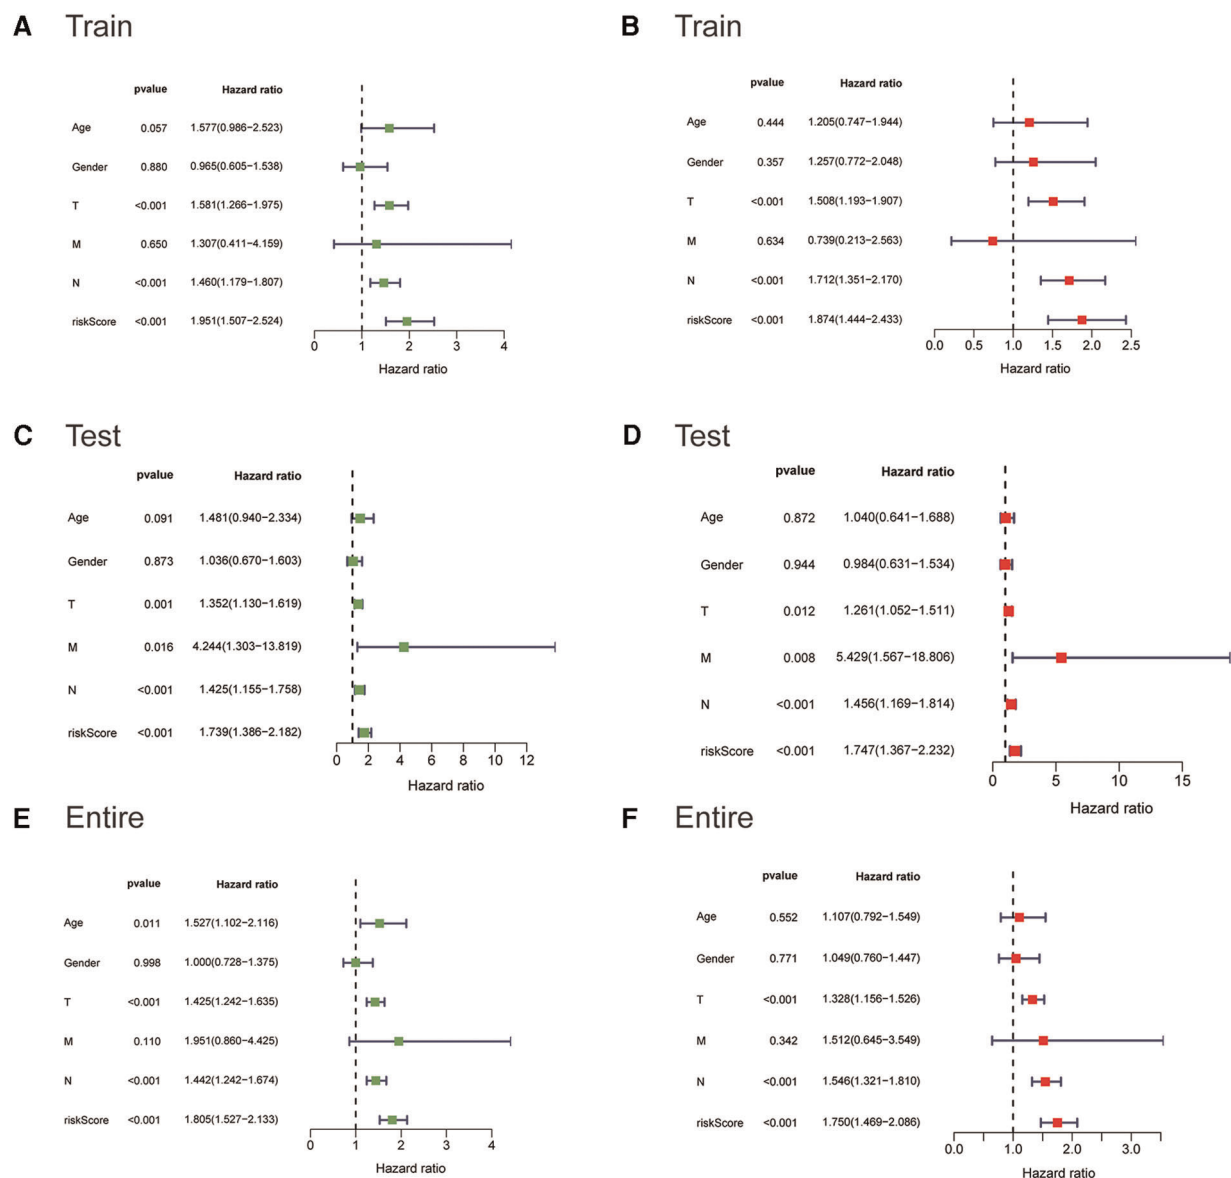 A Train
pvalue Hazard ratio
Age 0.057 1.577(0.986−2.523)
Gender 0.880 0.965(0.605−1.538)
T <0.001 1.581(1.266−1.975)
M 0.650 1.307(0.411−4.159)
N <0.001 1.460(1.179−1.807)
riskScore <0.001 1.951(1.507−2.524)
0 1 2 3 4
Hazard ratio
B Train
pvalue Hazard ratio
Age 0.444 1.205(0.747−1.944)
Gender 0.357 1.257(0.772−2.048)
T <0.001 1.508(1.193−1.907)
M 0.634 0.739(0.213−2.563)
N <0.001 1.712(1.351−2.170)
riskScore <0.001 1.874(1.444−2.433)
0.0 0.5 1.0 1.5 2.0 2.5
Hazard ratio
C Test
pvalue Hazard ratio
Age 0.091 1.481(0.940−2.334)
Gender 0.873 1.036(0.670−1.603)
T 0.001 1.352(1.130−1.619)
M 0.016 4.244(1.303−13.819)
N <0.001 1.425(1.155−1.758)
riskScore <0.001 1.739(1.386−2.182)
0 2 4 6 8 10 12
Hazard ratio
D Test
pvalue Hazard ratio
Age 0.872 1.040(0.641−1.688)
Gender 0.944 0.984(0.631−1.534)
T 0.012 1.261(1.052−1.511)
M 0.008 5.429(1.567−18.806)
N <0.001 1.456(1.169−1.814)
riskScore <0.001 1.747(1.367−2.232)
0 5 10 15
Hazard ratio
E Entire
pvalue Hazard ratio
Age 0.011 1.527(1.102−2.116)
Gender 0.998 1.000(0.728−1.375)
T <0.001 1.425(1.242−1.635)
M 0.110 1.951(0.860−4.425)
N <0.001 1.442(1.242−1.674)
riskScore <0.001 1.805(1.527−2.133)
0 1 2 3 4
Hazard ratio
F Entire
pvalue Hazard ratio
Age 0.552 1.107(0.792−1.549)
Gender 0.771 1.049(0.760−1.447)
T <0.001 1.328(1.156−1.526)
M 0.342 1.512(0.645−3.549)
N <0.001 1.546(1.321−1.810)
riskScore <0.001 1.750(1.469−2.086)
0.0 1.0 2.0 3.0
Hazard ratio